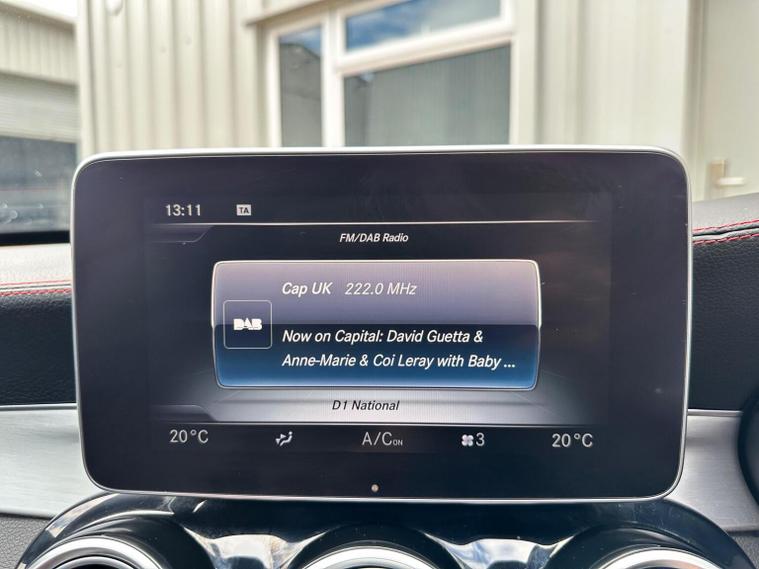 13:11 TA
FM/DAB Radio
Cap UK 222.0 MHz
DAB
Now on Capital: David Guetta &
Anne-Marie & Coi Leray with Baby ...
D1 National
20°C A/C ON 3 20°C